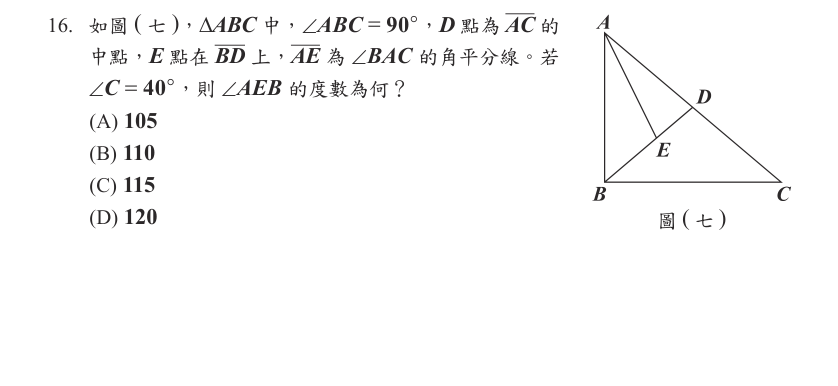 16. 如圖(七)，ΔABC 中，∠ABC = 90°，D 點為 AC 的
中點，E 點在 BD 上，AE 為 ∠BAC 的角平分線。若
∠C = 40°，則 ∠AEB 的度數為何？
(A) 105
(B) 110
(C) 115
(D) 120
A
D
E
B
C
圖(七)